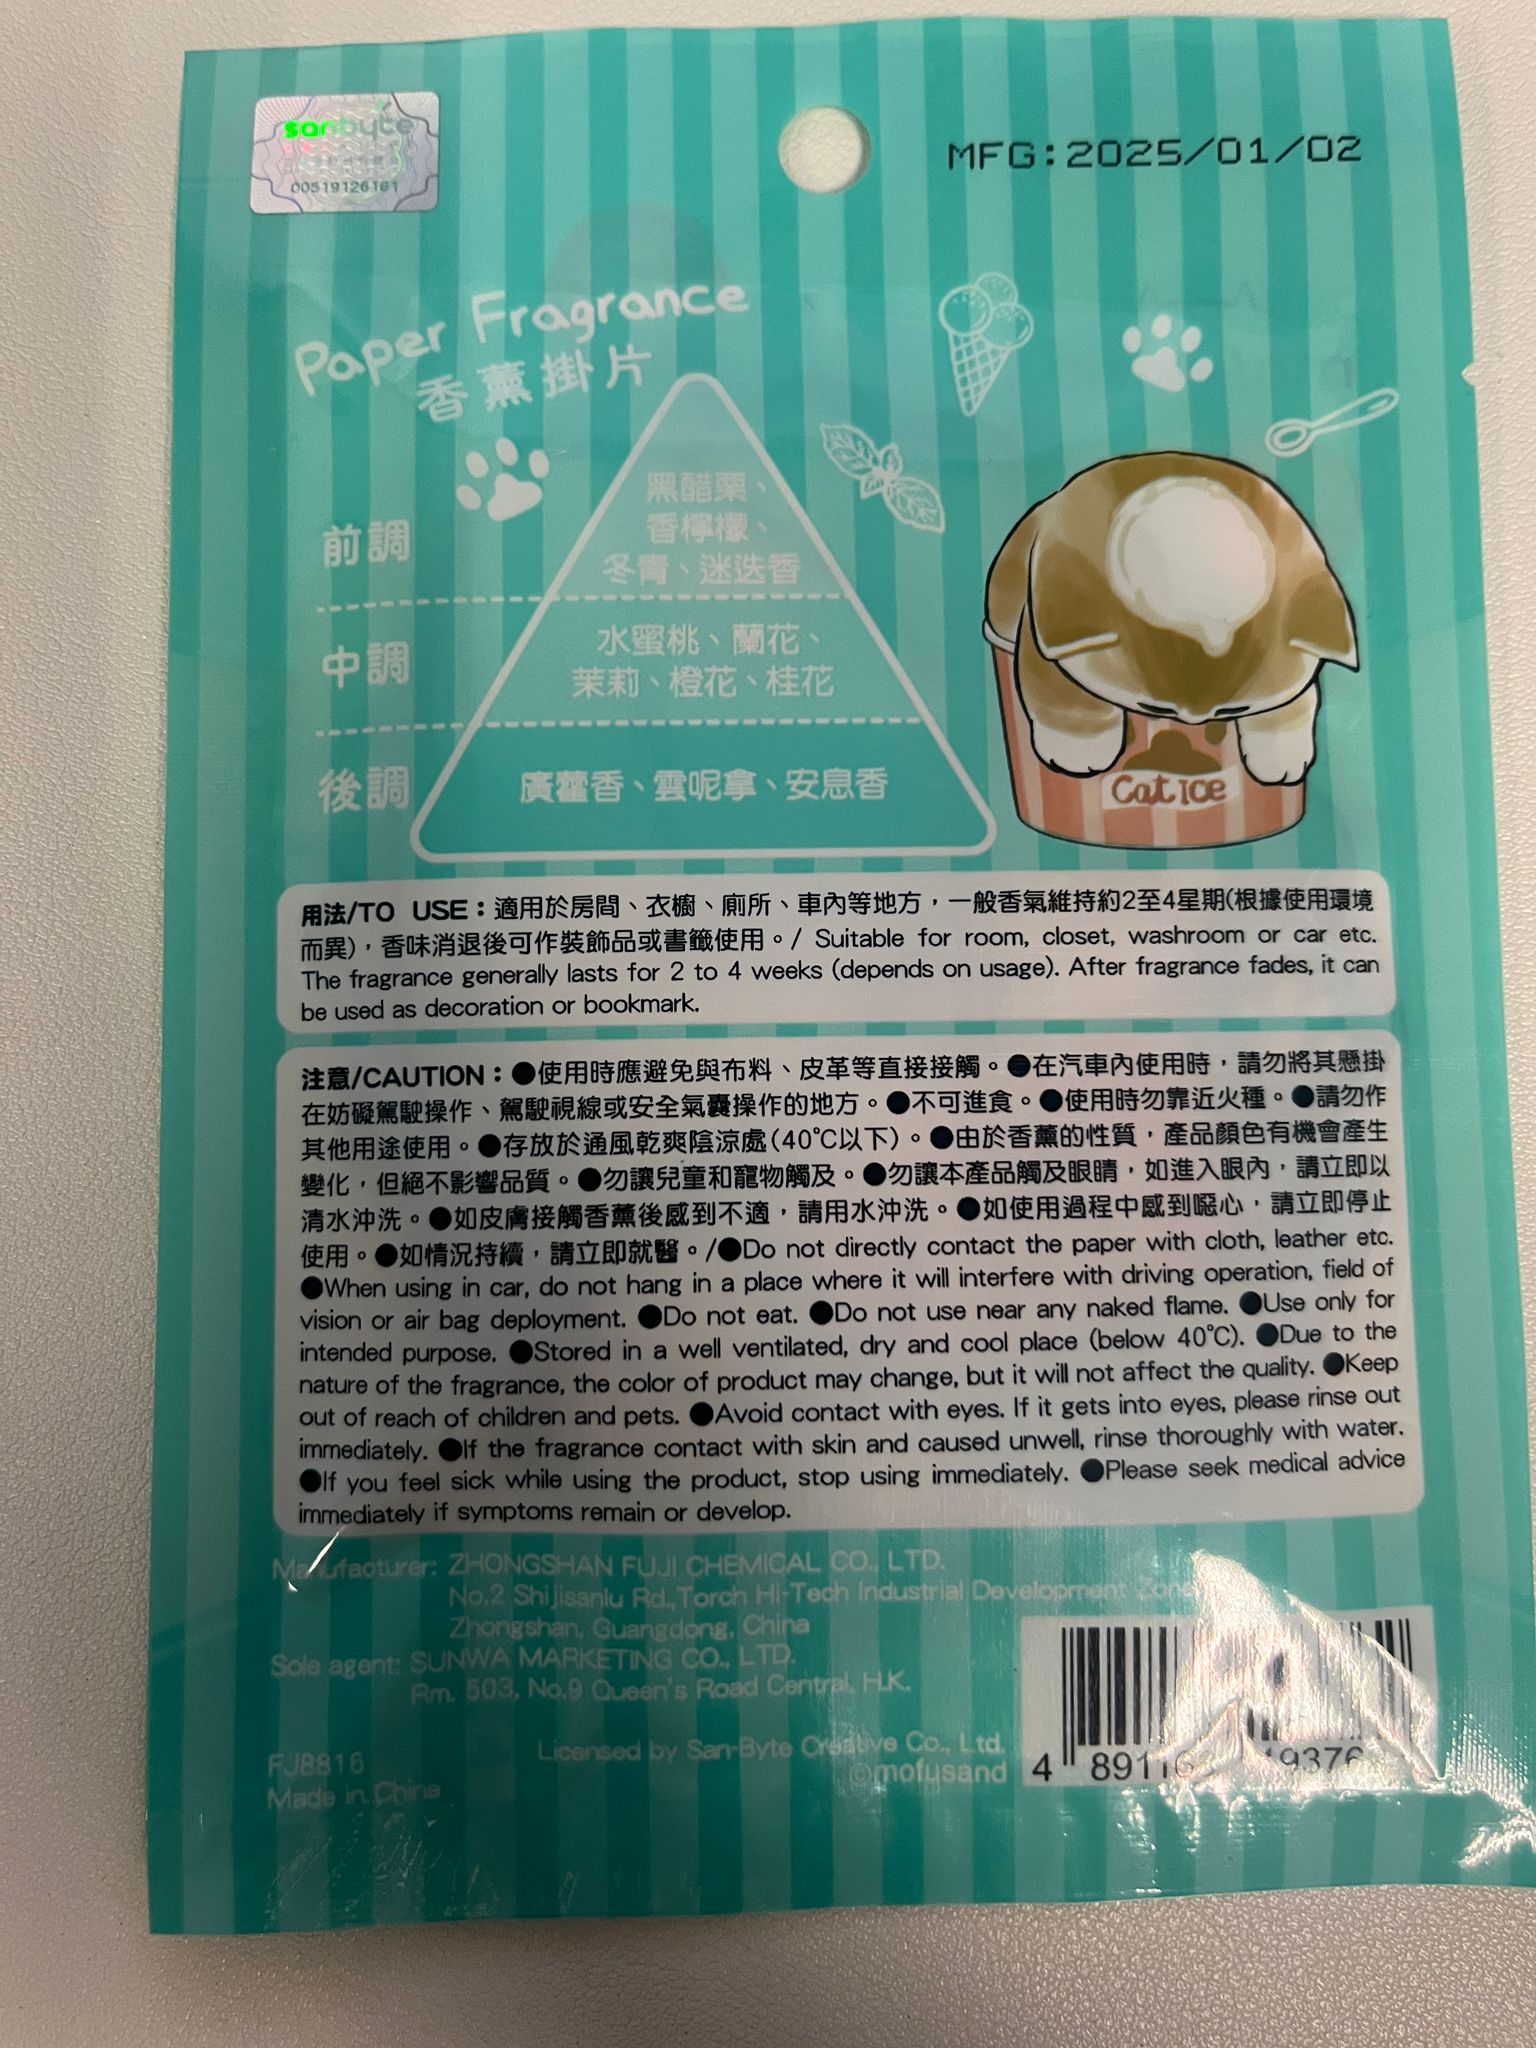 sanbyte
00519126161
MFG:2025/01/02
Paper Fragrance
香薰掛片
前調
黑醋栗、
香檸檬、
冬青、迷迭香
中調
水蜜桃、蘭花、
茉莉、橙花、桂花
後調
廣藿香、雲呢拿、安息香
Cat ICE
用法/TO USE：適用於房間、衣櫥、廁所、車內等地方，一般香氣維持約2至4星期(根據使用環境
而異)，香味消退後可作裝飾品或書籤使用。/ Suitable for room, closet, washroom or car etc.
The fragrance generally lasts for 2 to 4 weeks (depends on usage). After fragrance fades, it can
be used as decoration or bookmark.
注意/CAUTION：●使用時應避免與布料、皮革等直接接觸。●在汽車內使用時，請勿將其懸掛
在妨礙駕駛操作、駕駛視線或安全氣囊操作的地方。●不可進食。●使用時勿靠近火種。●請勿作
其他用途使用。●存放於通風乾爽陰涼處(40℃以下)。●由於香薰的性質，產品顏色有機會產生
變化，但絕不影響品質。●勿讓兒童和寵物觸及。●勿讓本產品觸及眼睛，如進入眼內，請立即以
清水沖洗。●如皮膚接觸香薰後感到不適，請用水沖洗。●如使用過程中感到噁心，請立即停止
使用。●如情況持續，請立即就醫。/●Do not directly contact the paper with cloth, leather etc.
●When using in car, do not hang in a place where it will interfere with driving operation, field of
vision or air bag deployment. ●Do not eat. ●Do not use near any naked flame. ●Use only for
intended purpose. ●Stored in a well ventilated, dry and cool place (below 40℃). ●Due to the
nature of the fragrance, the color of product may change, but it will not affect the quality. ●Keep
out of reach of children and pets. ●Avoid contact with eyes. If it gets into eyes, please rinse out
immediately. ●If the fragrance contact with skin and caused unwell, rinse thoroughly with water.
●If you feel sick while using the product, stop using immediately. ●Please seek medical advice
immediately if symptoms remain or develop.
Manufacturer: ZHONGSHAN FUJI CHEMICAL CO., LTD.
No.2 Shijisanlu Rd.,Torch Hi-Tech Industrial Development Zone
Zhongshan, Guangdong, China
Sole agent: SUNWA MARKETING CO., LTD.
Rm. 503, No.9 Queen's Road Central, H.K.
Licensed by San-Byte Creative Co., Ltd.
©mofusand
FJ8816
Made in China
4